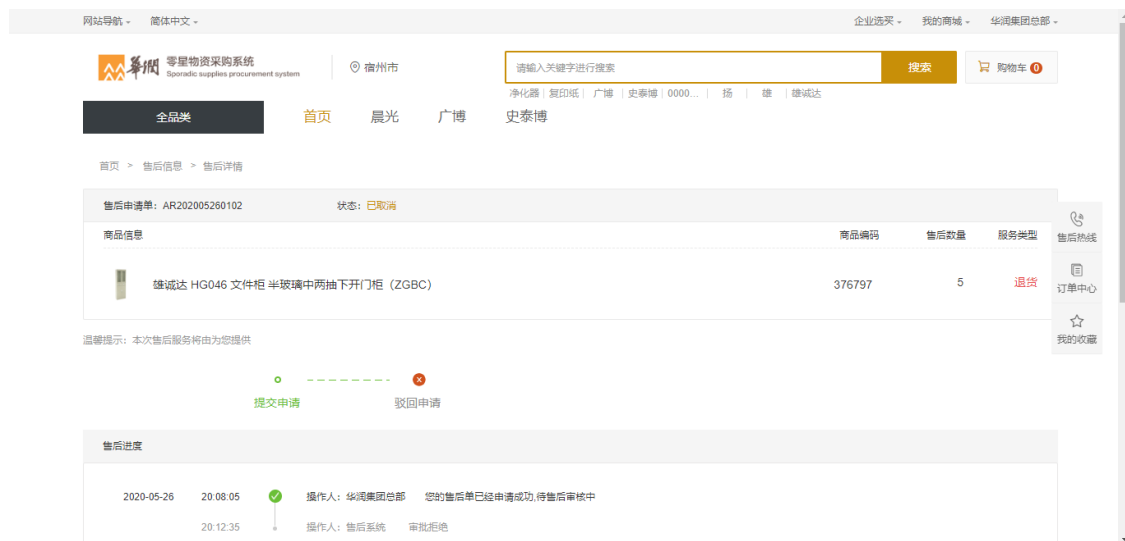 网站导航 简体中文 企业选买 我的商城 华润集团总部
華潤 零星物资采购系统 宿州市 请输入关键字进行搜索 搜索 购物车 0
Sporadic supplies procurement system
净化器 复印纸 广博 史泰博 0000... 扬 雄 雄诚达
全品类 首页 晨光 广博 史泰博
首页 > 售后信息 > 售后详情
售后申请单：AR202005260102 状态：已取消
商品信息 商品编码 售后数量 服务类型
雄诚达 HG046 文件柜 半玻璃中两抽下开门柜（ZGBC） 376797 5 退货
售后热线
订单中心
我的收藏
温馨提示：本次售后服务将由为您提供
提交申请 驳回申请
售后进度
2020-05-26 20:08:05 操作人：华润集团总部 您的售后单已经申请成功,待售后审核中
20:12:35 操作人：售后系统 审批拒绝